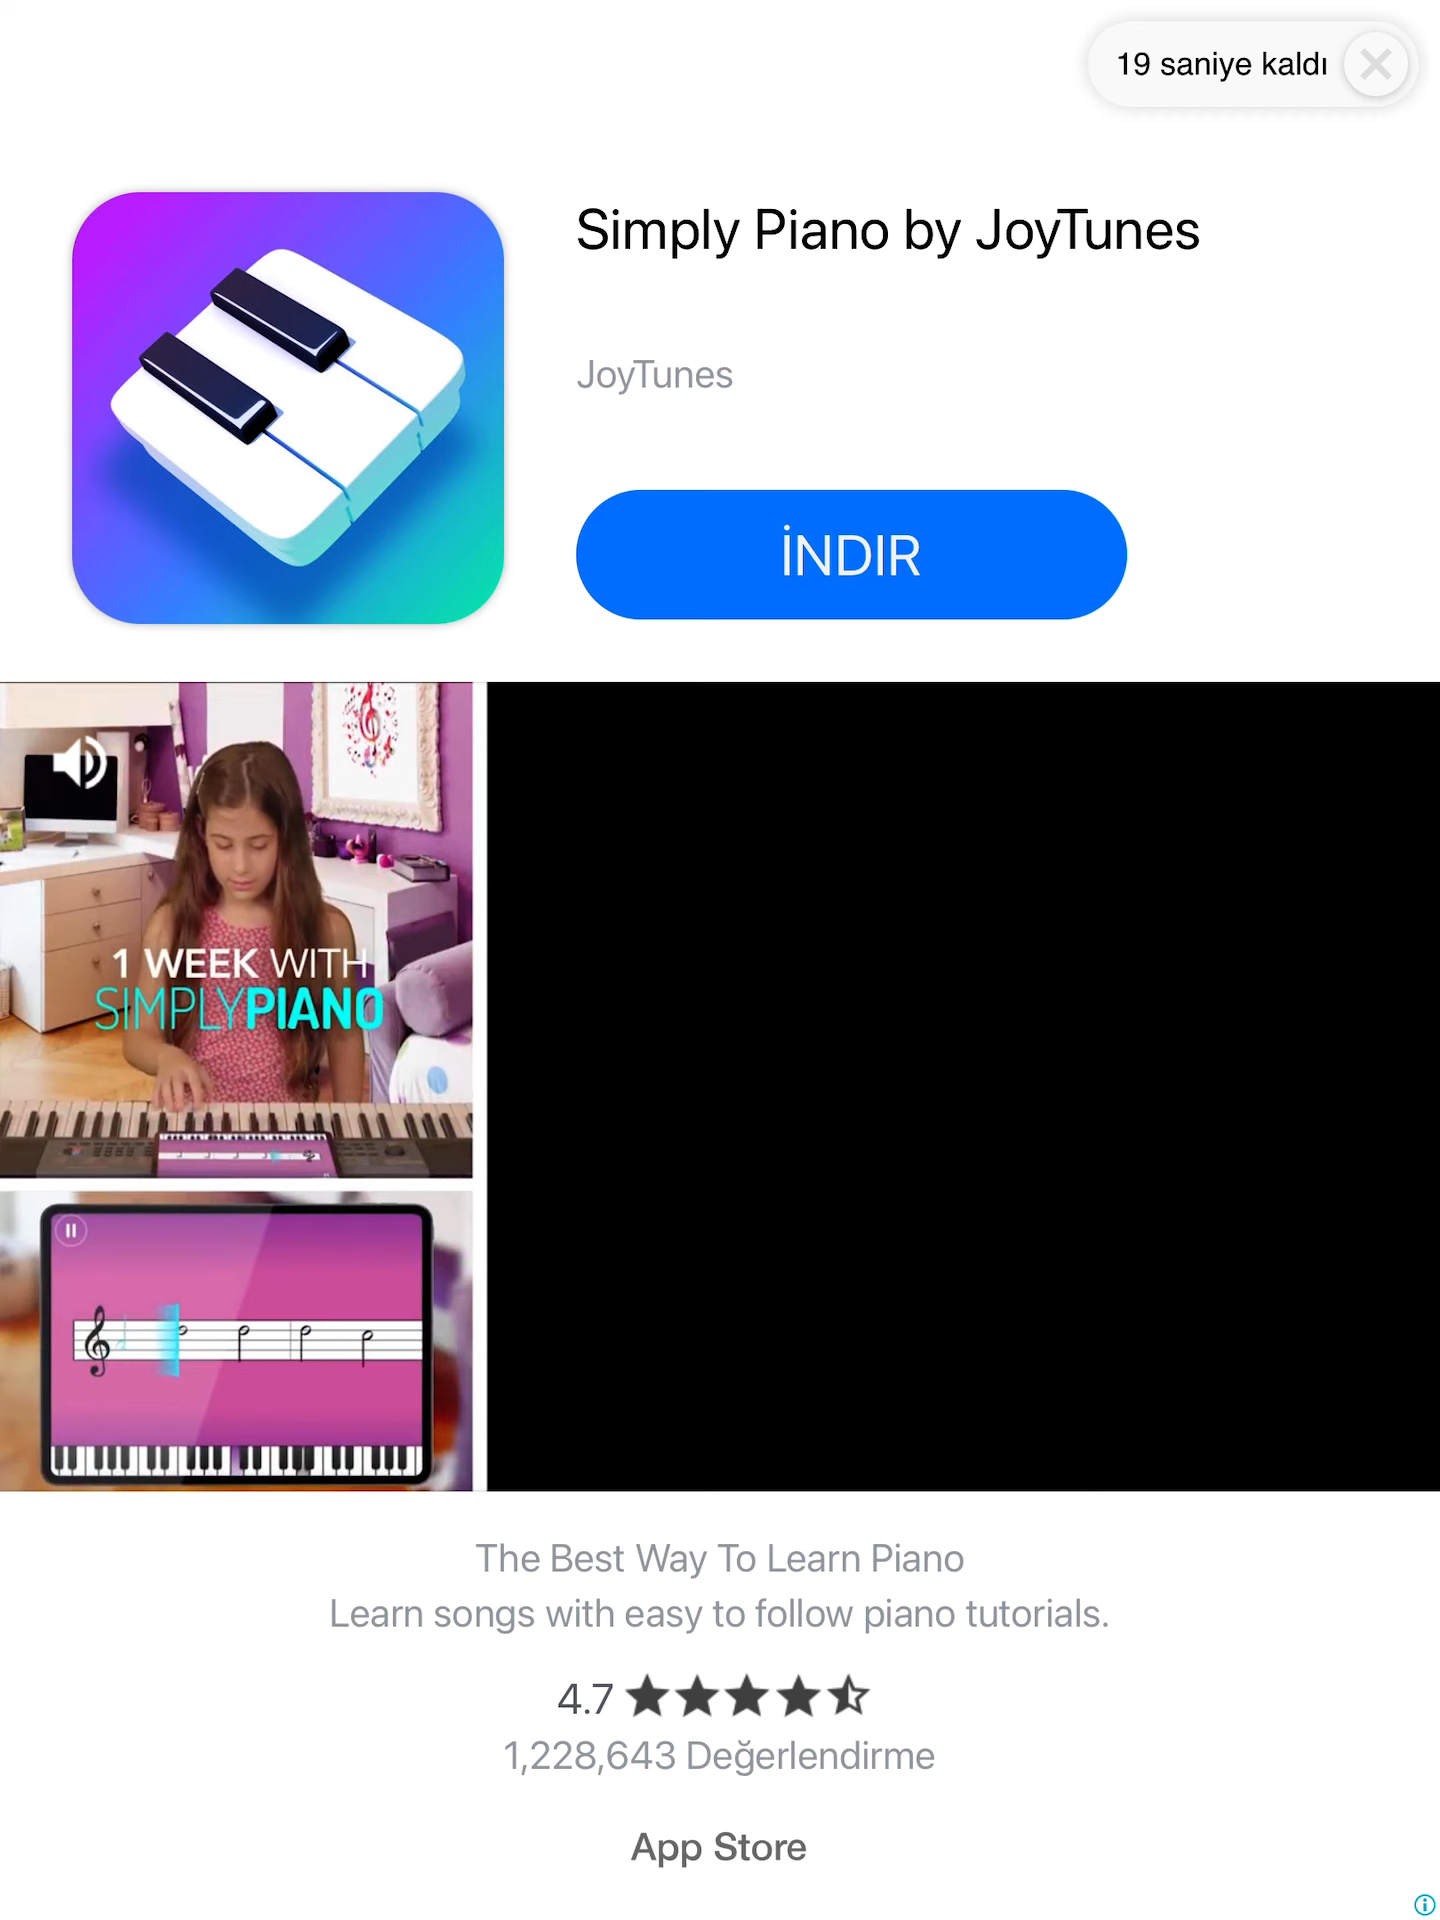 19 saniye kaldı
Simply Piano by JoyTunes
JoyTunes
İNDIR
1 WEEK WITH
SIMPLYPIANO
The Best Way To Learn Piano
Learn songs with easy to follow piano tutorials.
4.7
1,228,643 Değerlendirme
App Store